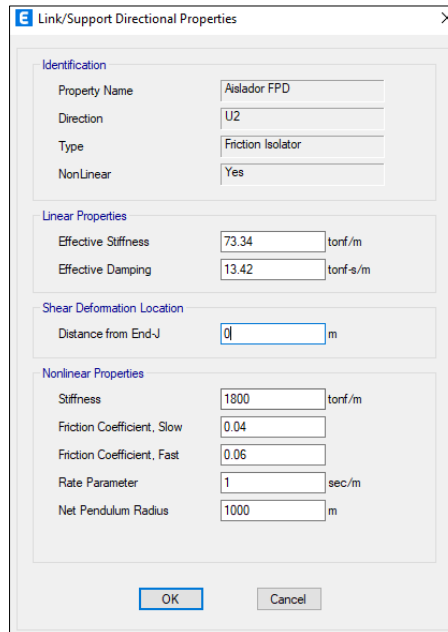 E Link/Support Directional Properties
Identification
Property Name Aislador FPD
Direction U2
Type Friction Isolator
NonLinear Yes
Linear Properties
Effective Stiffness 73.34 tonf/m
Effective Damping 13.42 tonf-s/m
Shear Deformation Location
Distance from End-J 0 m
Nonlinear Properties
Stiffness 1800 tonf/m
Friction Coefficient, Slow 0.04
Friction Coefficient, Fast 0.06
Rate Parameter 1 sec/m
Net Pendulum Radius 1000 m
OK Cancel